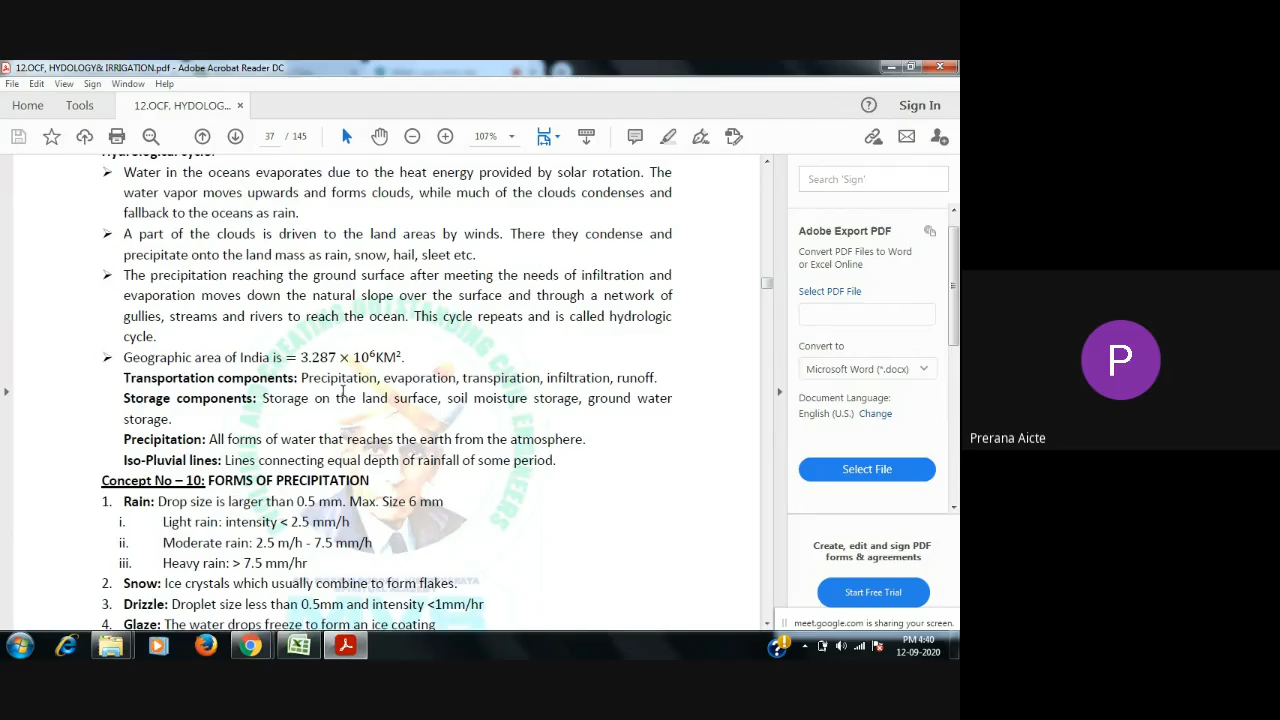 12.OCF, HYDOLOGY& IRRIGATION.pdf - Adobe Acrobat Reader DC
File Edit View Sign Window Help
Home Tools 12.OCF, HYDOLOG... × Sign In
37 / 145 107%
Hydrological cycle:
Water in the oceans evaporates due to the heat energy provided by solar rotation. The
water vapor moves upwards and forms clouds, while much of the clouds condenses and
fallback to the oceans as rain.
A part of the clouds is driven to the land areas by winds. There they condense and
precipitate onto the land mass as rain, snow, hail, sleet etc.
The precipitation reaching the ground surface after meeting the needs of infiltration and
evaporation moves down the natural slope over the surface and through a network of
gullies, streams and rivers to reach the ocean. This cycle repeats and is called hydrologic
cycle.
Geographic area of India is = 3.287 × 10⁶KM².
Transportation components: Precipitation, evaporation, transpiration, infiltration, runoff.
Storage components: Storage on the land surface, soil moisture storage, ground water
storage.
Precipitation: All forms of water that reaches the earth from the atmosphere.
Iso-Pluvial lines: Lines connecting equal depth of rainfall of some period.
Concept No – 10: FORMS OF PRECIPITATION
1. Rain: Drop size is larger than 0.5 mm. Max. Size 6 mm
i. Light rain: intensity < 2.5 mm/h
ii. Moderate rain: 2.5 m/h - 7.5 mm/h
iii. Heavy rain: > 7.5 mm/hr
2. Snow: Ice crystals which usually combine to form flakes.
3. Drizzle: Droplet size less than 0.5mm and intensity <1mm/hr
4. Glaze: The water drops freeze to form an ice coating
Search 'Sign'
Adobe Export PDF
Convert PDF Files to Word
or Excel Online
Select PDF File
Convert to
Microsoft Word (*.docx)
Document Language:
English (U.S.) Change
Select File
Create, edit and sign PDF
forms & agreements
Start Free Trial
meet.google.com is sharing your screen.
PM 4:40
12-09-2020
P
Prerana Aicte